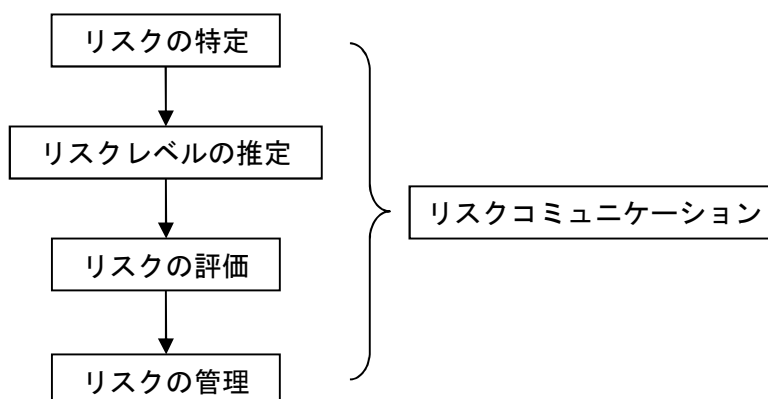 リスクの特定
リスクレベルの推定
リスクコミュニケーション
リスクの評価
リスクの管理